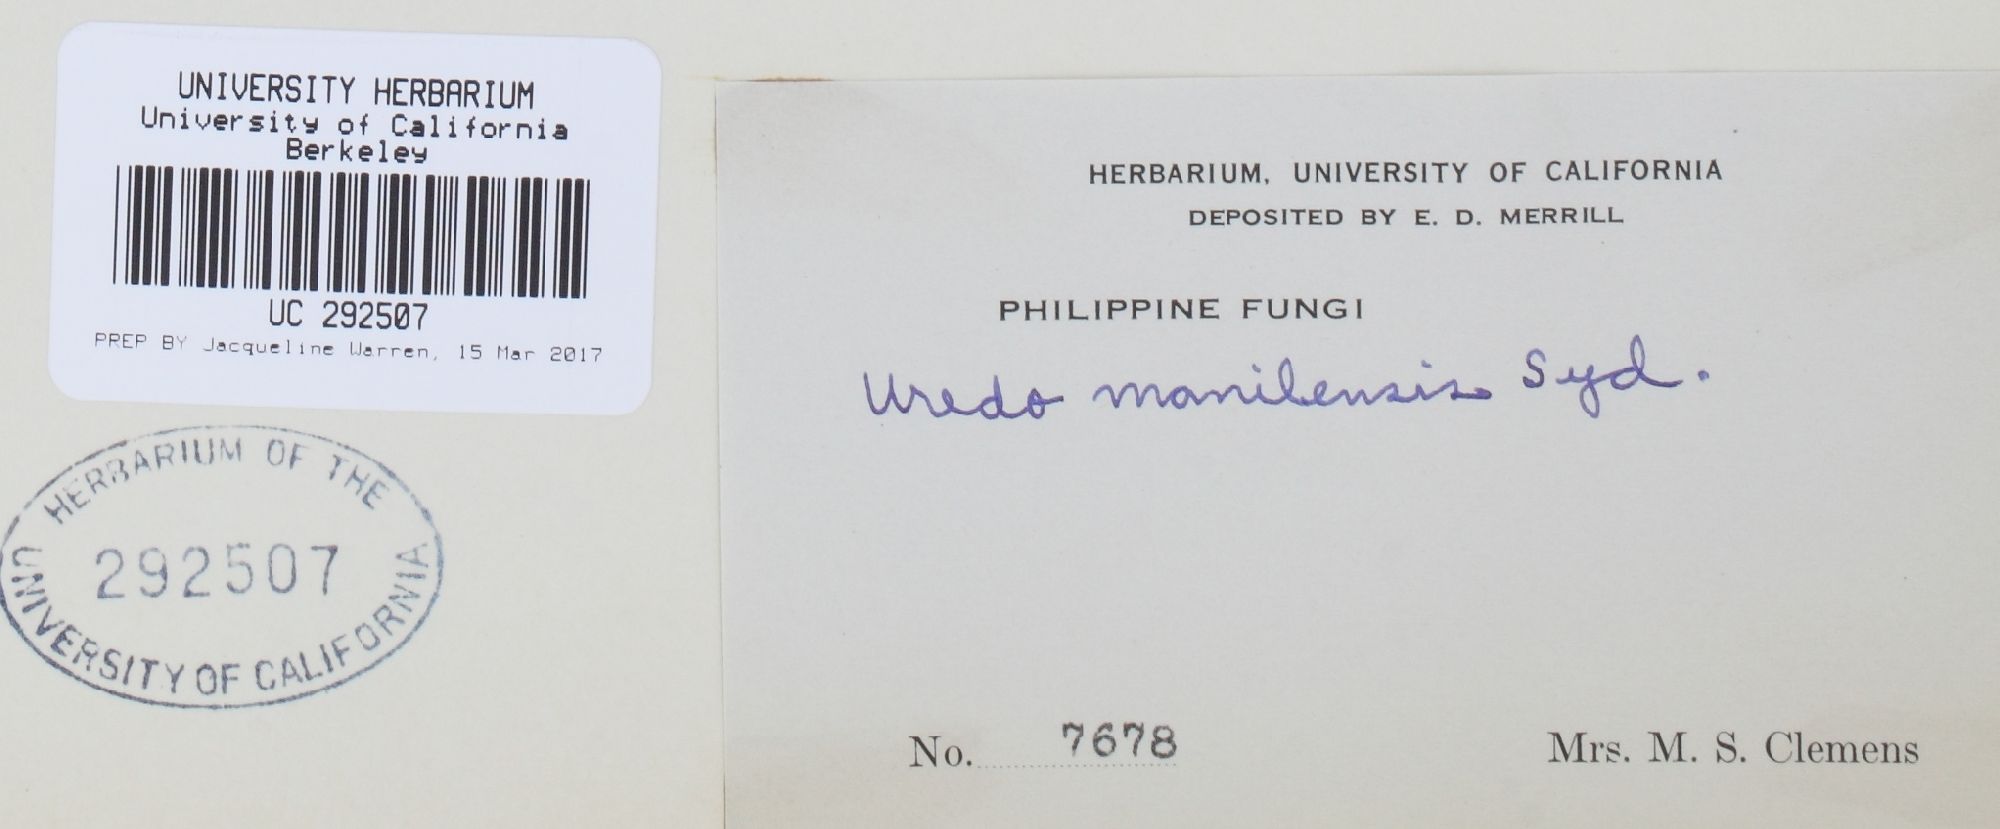 UNIVERSITY HERBARIUM
University of California
Berkeley
UC 292507
PREP BY Jacqueline Warren, 15 Mar 2017
HERBARIUM OF THE
292507
UNIVERSITY OF CALIFORNIA
HERBARIUM, UNIVERSITY OF CALIFORNIA
DEPOSITED BY E. D. MERRILL
PHILIPPINE FUNGI
Uredo manilensis Syd.
No. 7678
Mrs. M. S. Clemens